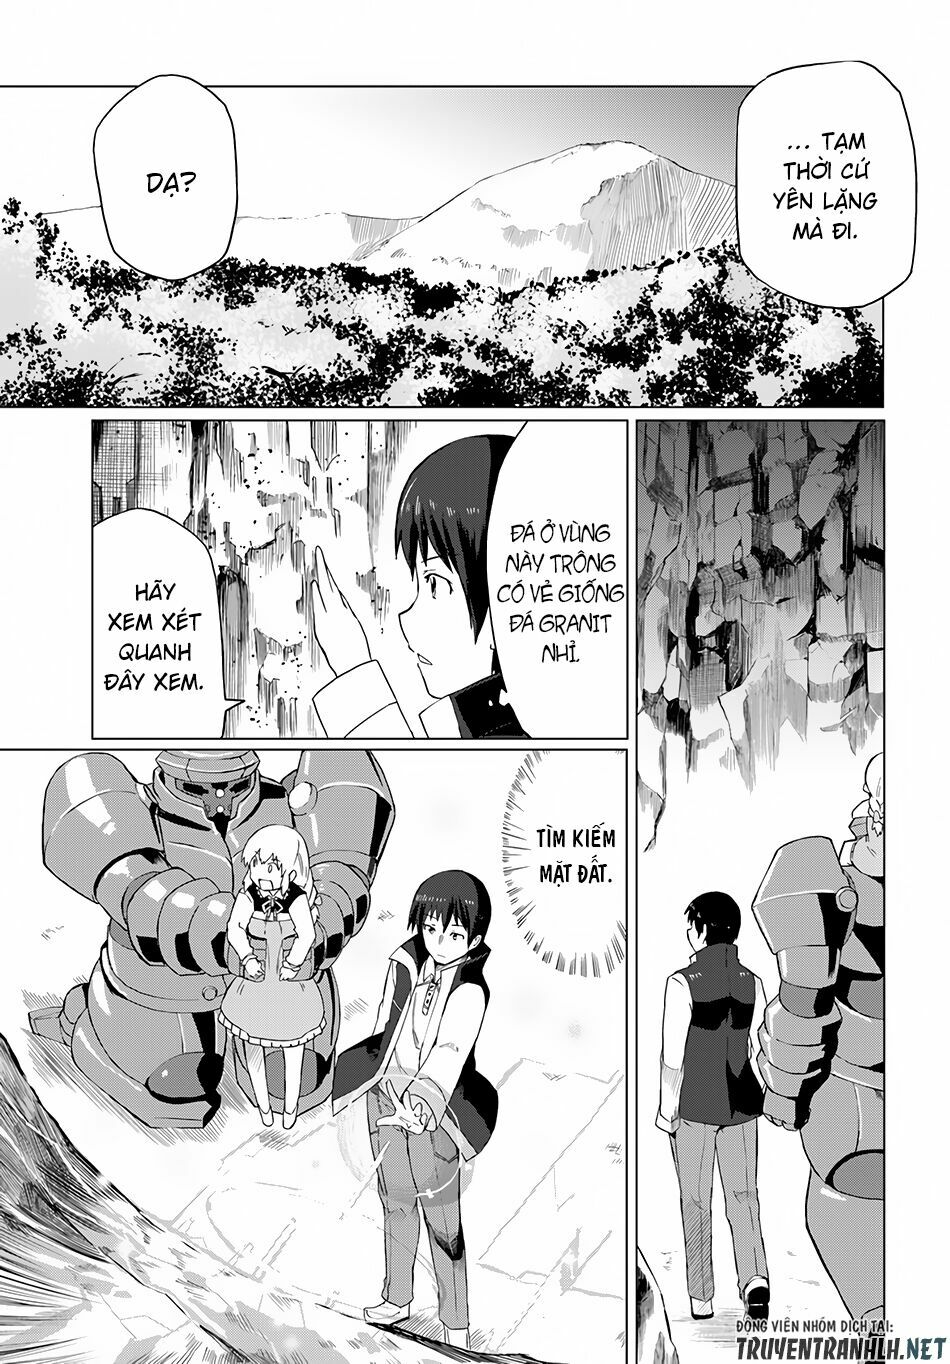 ... TẠM
THỜI CỨ
YÊN LẶNG
MÀ ĐI.
DẠ?
ĐÁ Ở VÙNG
NÀY TRÔNG
CÓ VẺ GIỐNG
ĐÁ GRANIT
NHỈ.
HÃY
XEM XÉT
QUANH
ĐÂY XEM.
TÌM KIẾM
MẶT ĐẤT.
ĐỘNG VIÊN NHÓM DỊCH TẠI:
TRUYENTRANHLH.NET